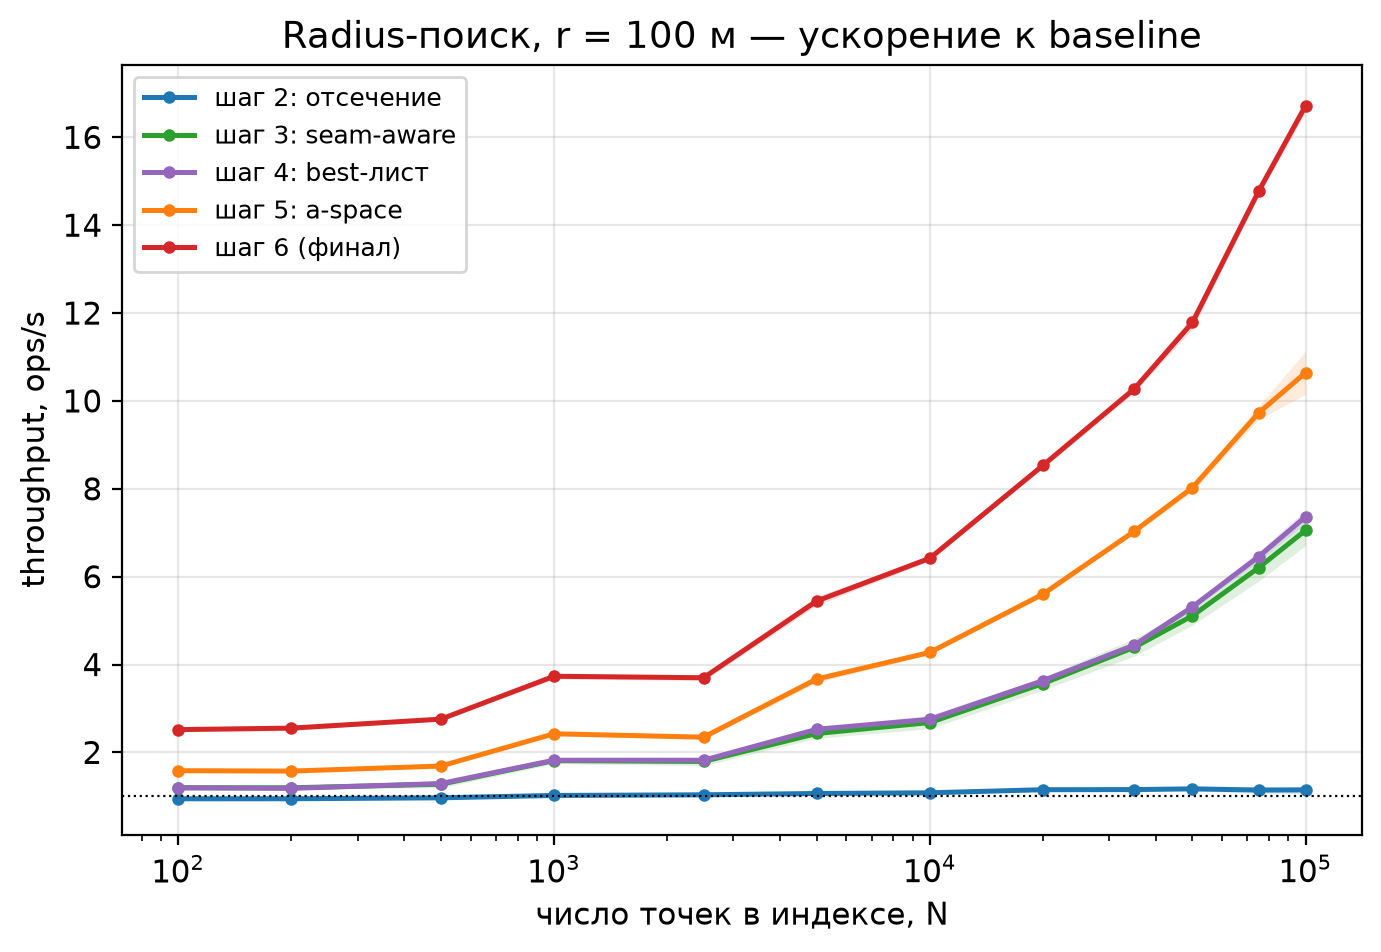 Radius-поиск, r = 100 м — ускорение к baseline
шаг 2: отсечение
шаг 3: seam-aware
шаг 4: best-лист
шаг 5: a-space
шаг 6 (финал)
throughput, ops/s
16
14
12
10
8
6
4
2
10² 10³ 10⁴ 10⁵
число точек в индексе, N